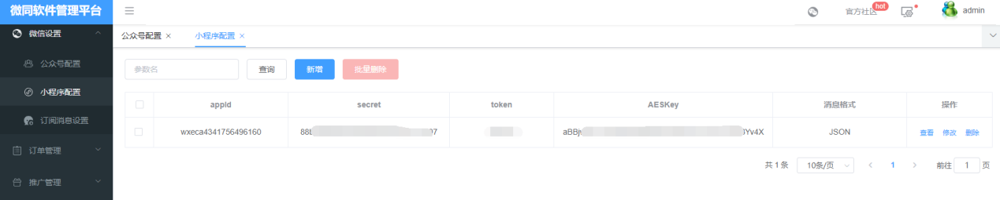 微同软件管理平台
官方社区
hot
admin
微信设置
公众号配置 ×
小程序配置 ×
公众号配置
小程序配置
订阅消息设置
订单管理
推广管理
参数名
查询
新增
批量删除
appId secret token AESKey 消息格式 操作
wxeca4341756496160 88 97 aBBj Yv4X JSON 查看 修改 删除
共 1 条 10条/页 < 1 > 前往 1 页